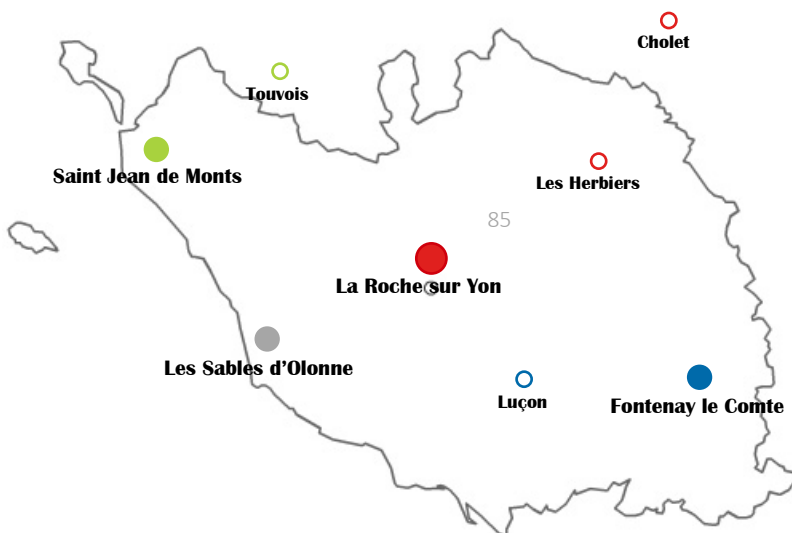 Cholet
Touvois
Saint Jean de Monts
Les Herbiers
85
La Roche sur Yon
Les Sables d'Olonne
Luçon
Fontenay le Comte